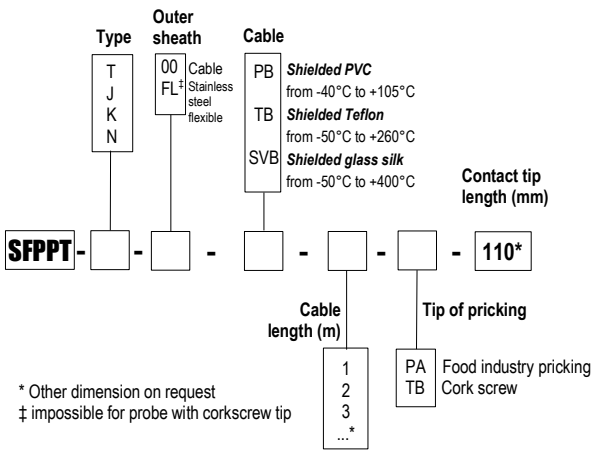 Type
Outer
sheath
Cable
T
J
K
N
00 Cable
FL‡ Stainless
steel
flexible
PB Shielded PVC
from -40°C to +105°C
TB Shielded Teflon
from -50°C to +260°C
SVB Shielded glass silk
from -50°C to +400°C
Contact tip
length (mm)
SFPPT - - - - - - 110*
Cable
length (m)
Tip of pricking
1
2
3
...*
PA Food industry pricking
TB Cork screw
* Other dimension on request
‡ impossible for probe with corkscrew tip